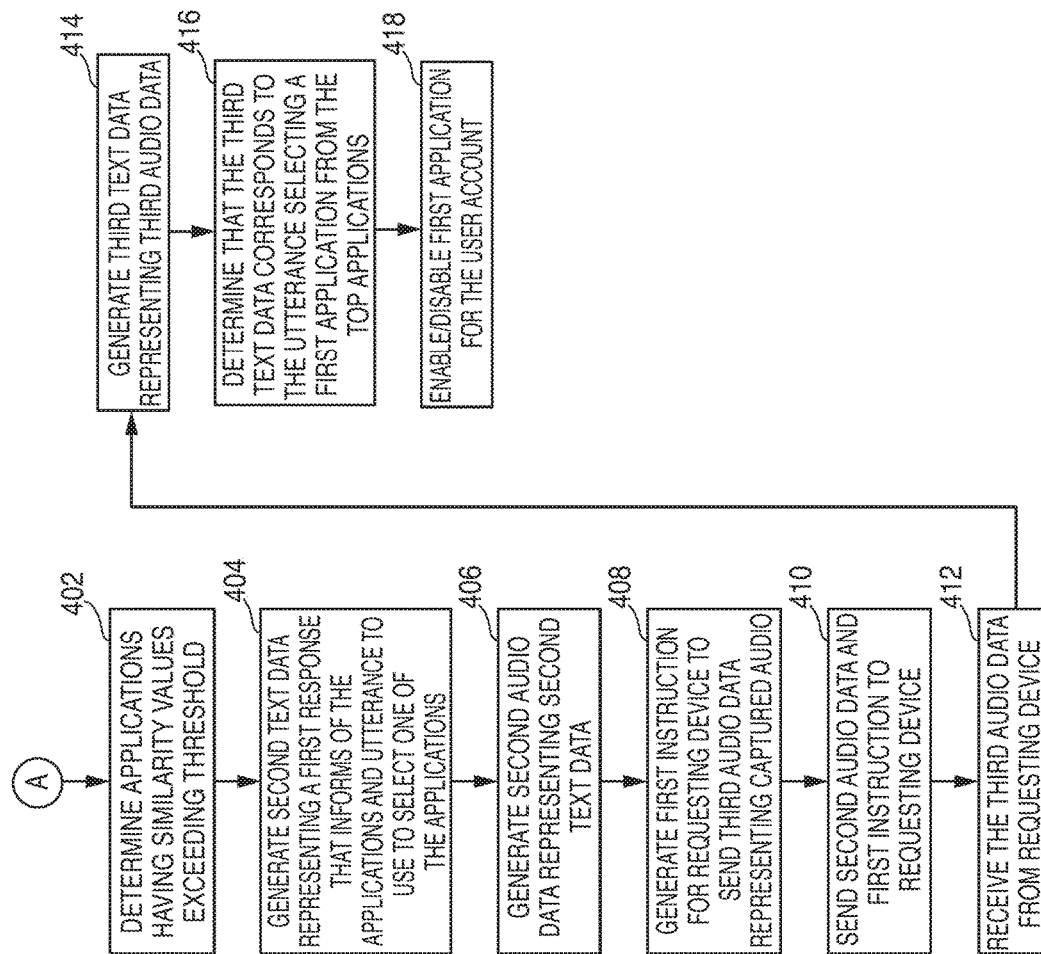 A
402
DETERMINE APPLICATIONS
HAVING SIMILARITY VALUES
EXCEEDING THRESHOLD
404
GENERATE SECOND TEXT DATA
REPRESENTING A FIRST RESPONSE
THAT INFORMS OF THE
APPLICATIONS AND UTTERANCE TO
USE TO SELECT ONE OF
THE APPLICATIONS
406
GENERATE SECOND AUDIO
DATA REPRESENTING SECOND
TEXT DATA
408
GENERATE FIRST INSTRUCTION
FOR REQUESTING DEVICE TO
SEND THIRD AUDIO DATA
REPRESENTING CAPTURED AUDIO
410
SEND SECOND AUDIO DATA AND
FIRST INSTRUCTION TO
REQUESTING DEVICE
412
RECEIVE THE THIRD AUDIO DATA
FROM REQUESTING DEVICE
414
GENERATE THIRD TEXT DATA
REPRESENTING THIRD AUDIO DATA
416
DETERMINE THAT THE THIRD
TEXT DATA CORRESPONDS TO
THE UTTERANCE SELECTING A
FIRST APPLICATION FROM THE
TOP APPLICATIONS
418
ENABLE/DISABLE FIRST APPLICATION
FOR THE USER ACCOUNT